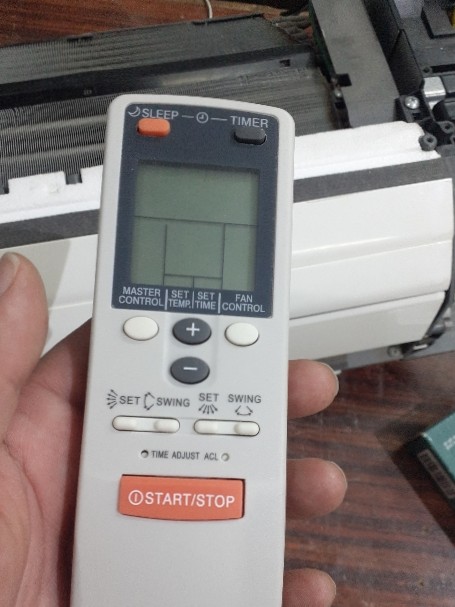 SLEEP TIMER
MASTER CONTROL SET TEMP. SET TIME FAN CONTROL
+
−
SET SWING SET SWING
TIME ADJUST ACL
START/STOP